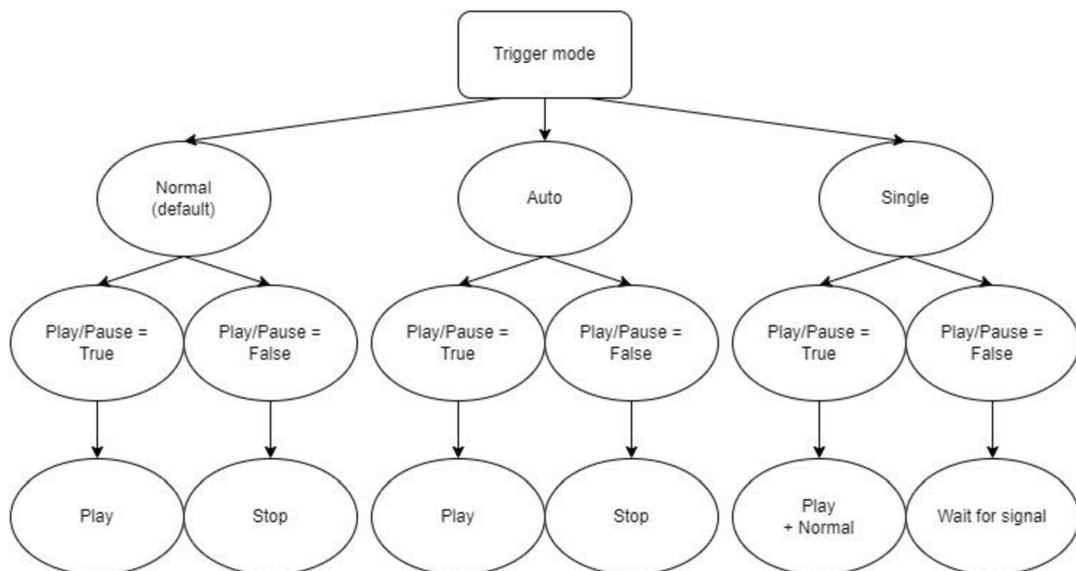 Trigger mode
Normal
(default)
Auto
Single
Play/Pause =
True
Play/Pause =
False
Play/Pause =
True
Play/Pause =
False
Play/Pause =
True
Play/Pause =
False
Play
Stop
Play
Stop
Play
+ Normal
Wait for signal